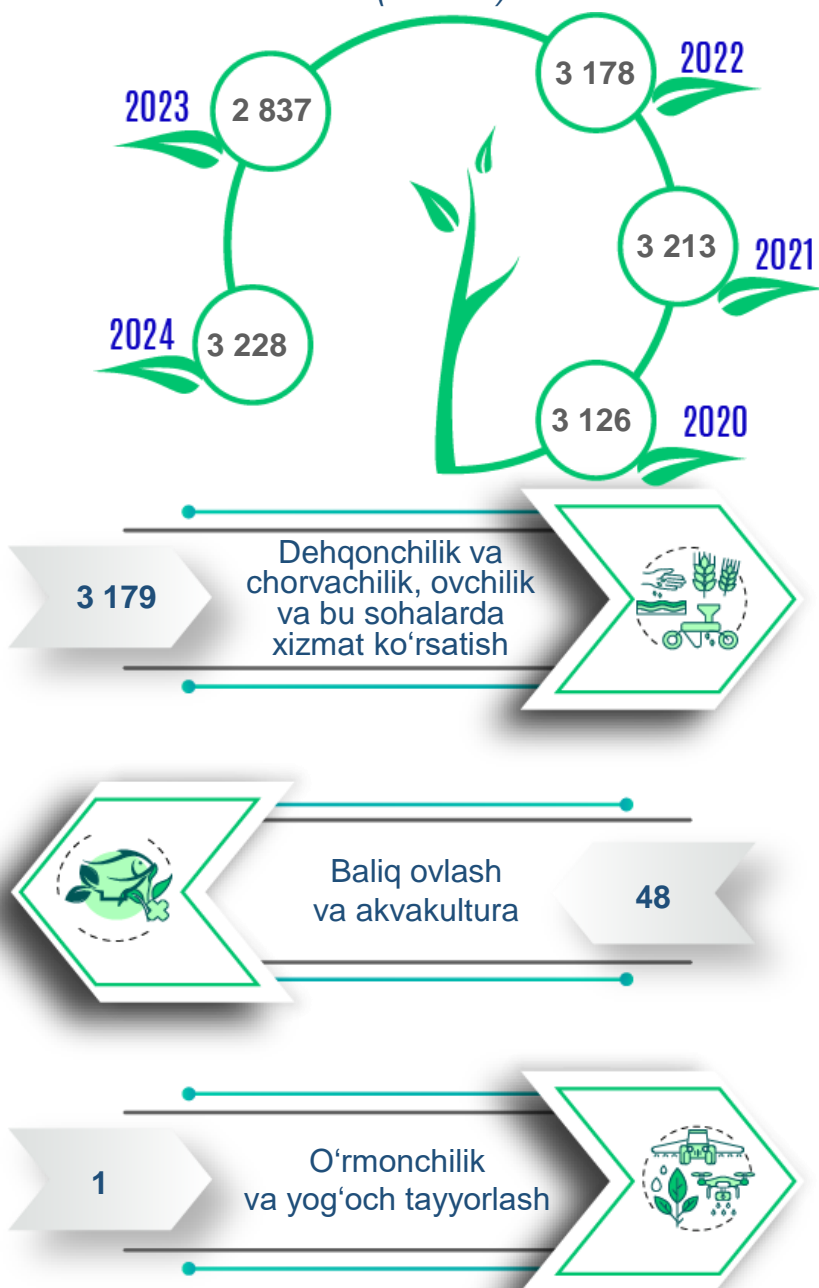 2023
2 837
3 178
2022
3 213
2021
2024
3 228
3 126
2020
3 179
Dehqonchilik va
chorvachilik, ovchilik
va bu sohalarda
xizmat ko‘rsatish
Baliq ovlash
va akvakultura
48
1
O‘rmonchilik
va yog‘och tayyorlash